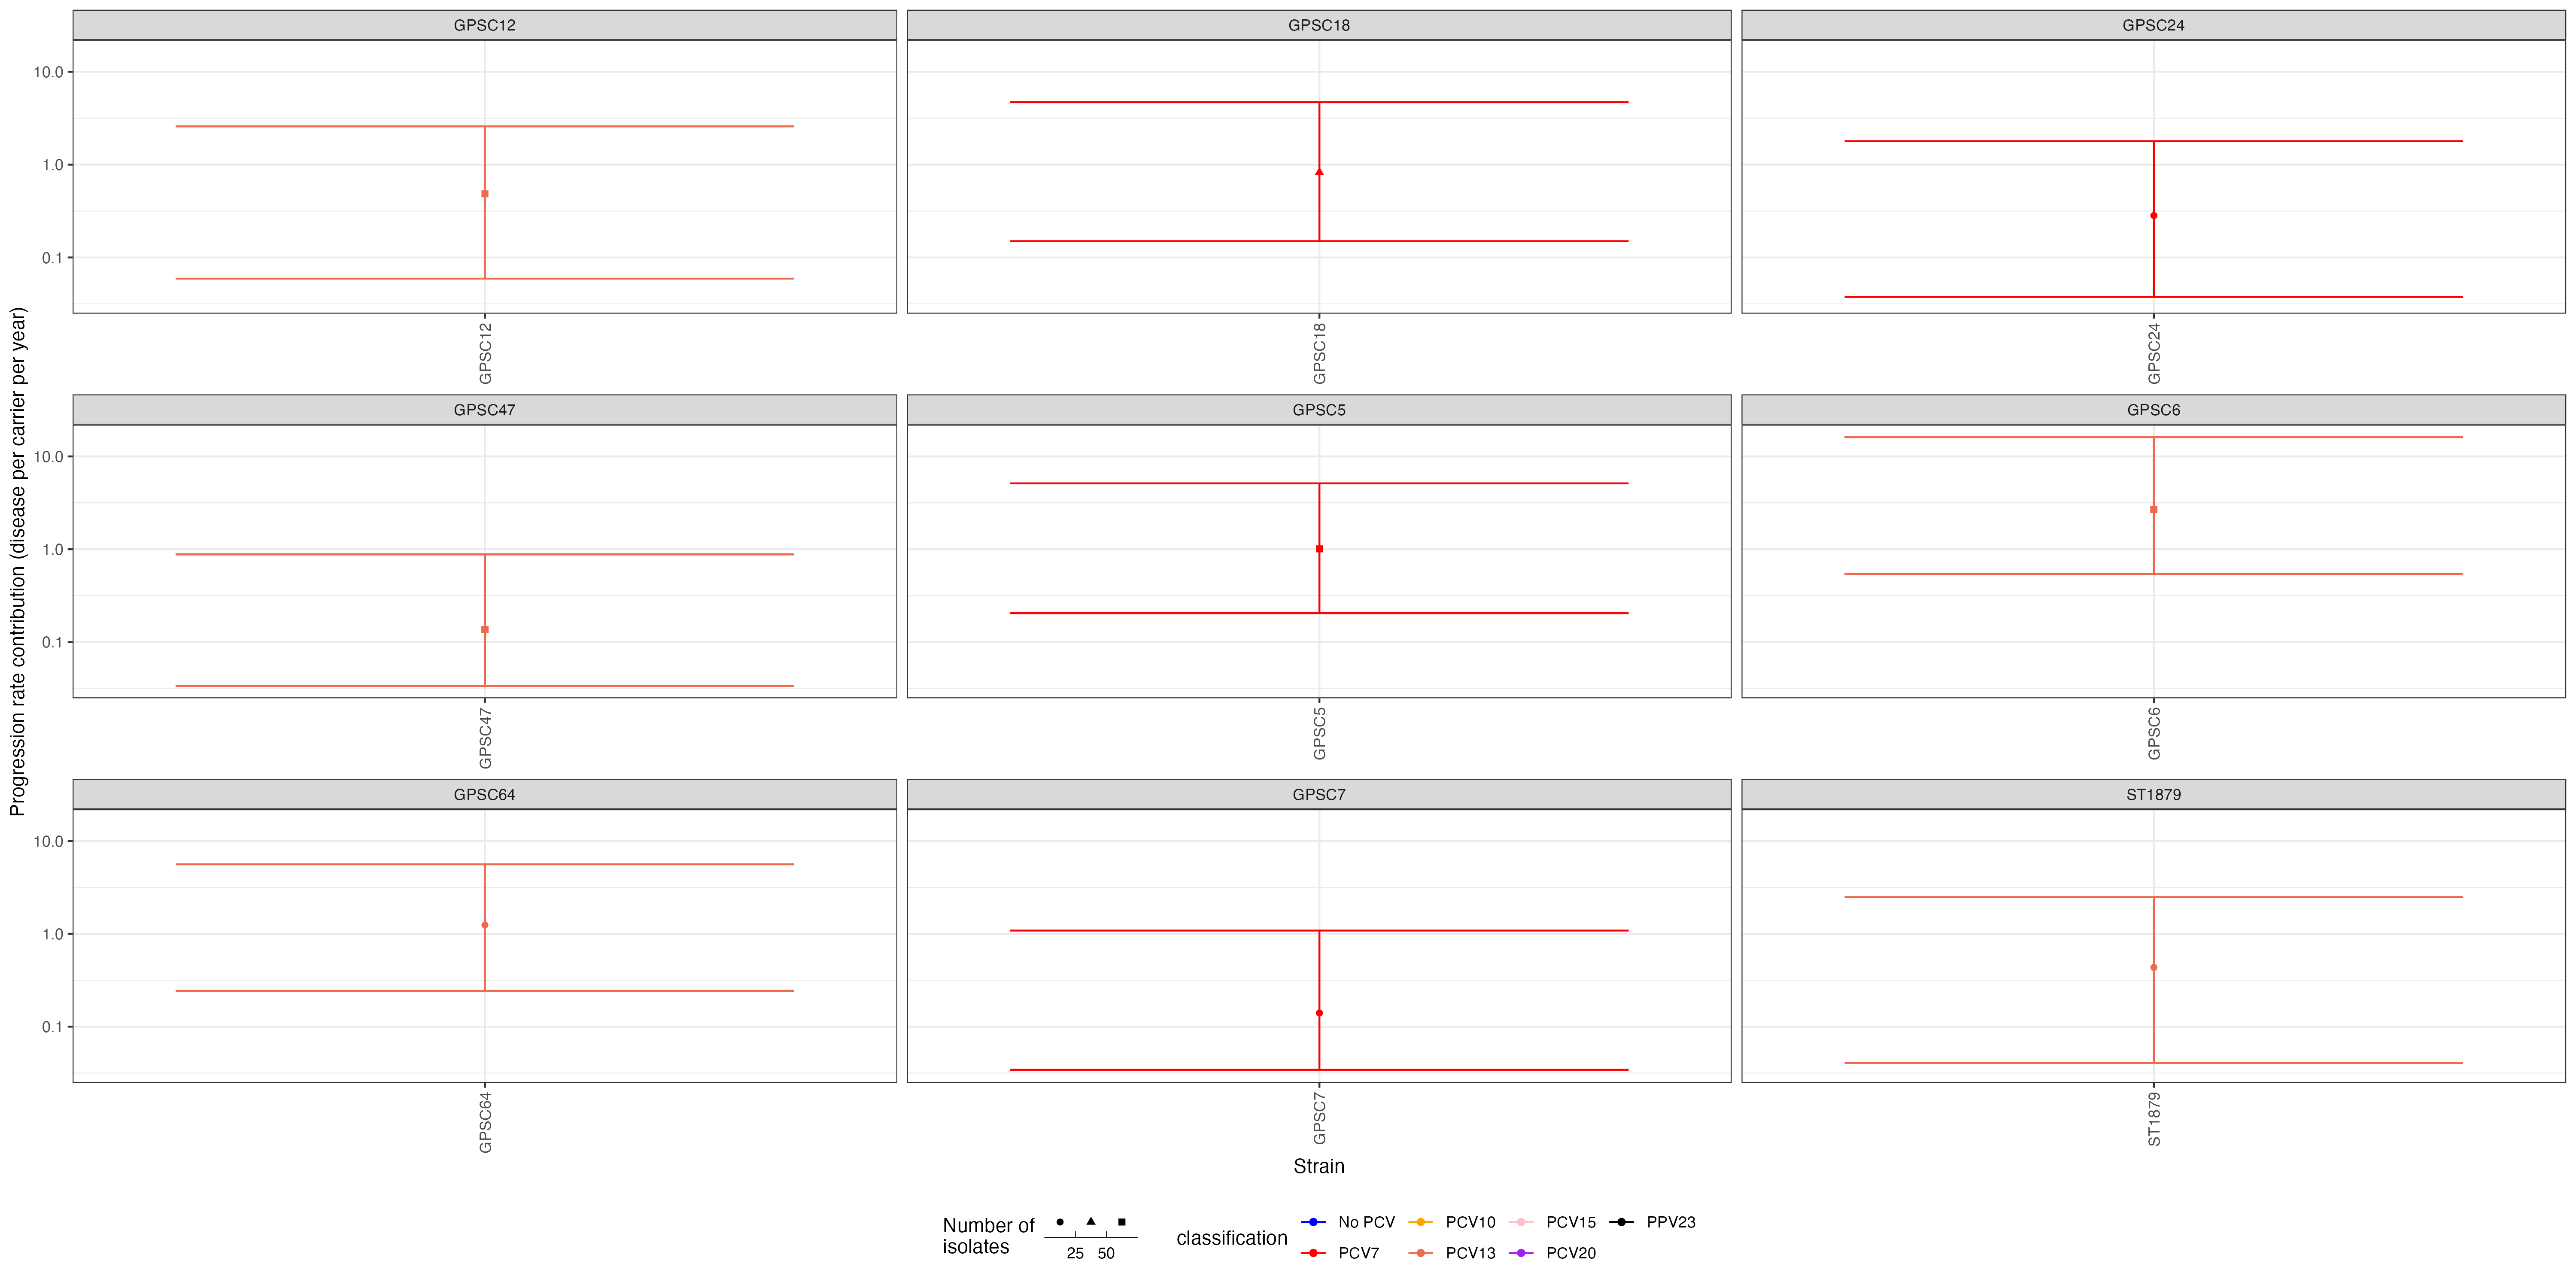 GPSC12
GPSC18
GPSC24
10.0
1.0
0.1
GPSC12
GPSC18
GPSC24
Progression rate contribution (disease per carrier per year)
GPSC47
GPSC5
GPSC6
10.0
1.0
0.1
GPSC47
GPSC5
GPSC6
GPSC64
GPSC7
ST1879
10.0
1.0
0.1
GPSC64
GPSC7
ST1879
Strain
Number of
isolates
25 50
classification
No PCV
PCV7
PCV10
PCV13
PCV15
PCV20
PPV23